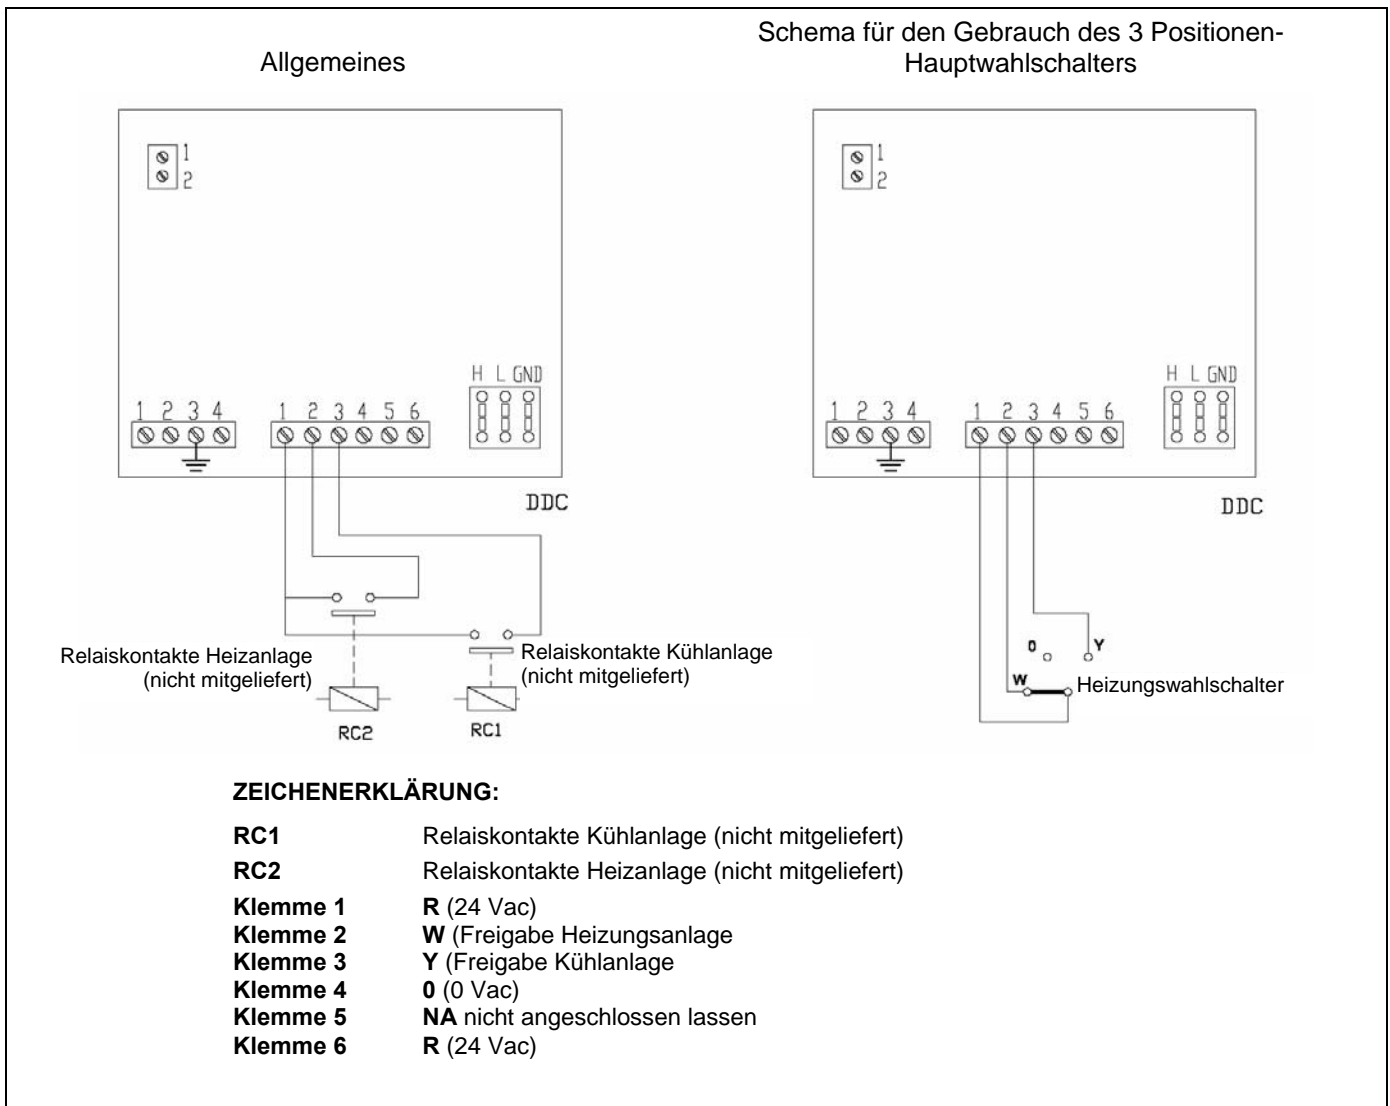 Allgemeines
Schema für den Gebrauch des 3 Positionen-
Hauptwahlschalters
1
2
H L GND
1 2 3 4
1 2 3 4 5 6
DDC
Relaiskontakte Heizanlage
(nicht mitgeliefert)
Relaiskontakte Kühlanlage
(nicht mitgeliefert)
RC2
RC1
1
2
H L GND
1 2 3 4
1 2 3 4 5 6
DDC
0
Y
W
Heizungswahlschalter
ZEICHENERKLÄRUNG:
RC1 Relaiskontakte Kühlanlage (nicht mitgeliefert)
RC2 Relaiskontakte Heizanlage (nicht mitgeliefert)
Klemme 1 R (24 Vac)
Klemme 2 W (Freigabe Heizungsanlage
Klemme 3 Y (Freigabe Kühlanlage
Klemme 4 0 (0 Vac)
Klemme 5 NA nicht angeschlossen lassen
Klemme 6 R (24 Vac)